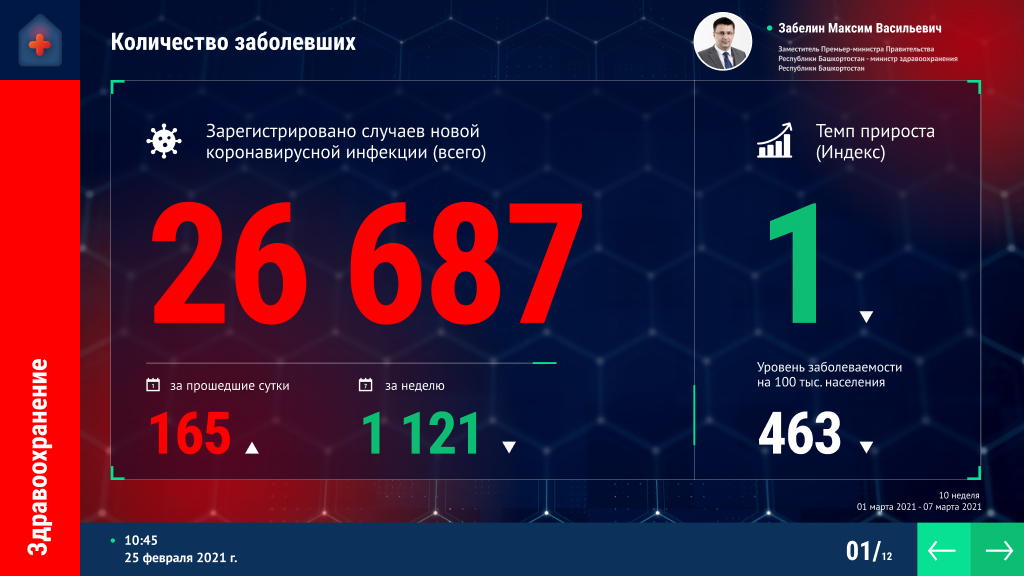 Количество заболевших
Забелин Максим Васильевич
Заместитель Премьер-министра Правительства
Республики Башкортостан - министр здравоохранения
Республики Башкортостан
Зарегистрировано случаев новой
коронавирусной инфекции (всего)
26 687
1 за прошедшие сутки
165
7 за неделю
1 121
Темп прироста
(Индекс)
1
Уровень заболеваемости
на 100 тыс. населения
463
10 неделя
01 марта 2021 - 07 марта 2021
Здравоохранение
10:45
25 февраля 2021 г.
01/12